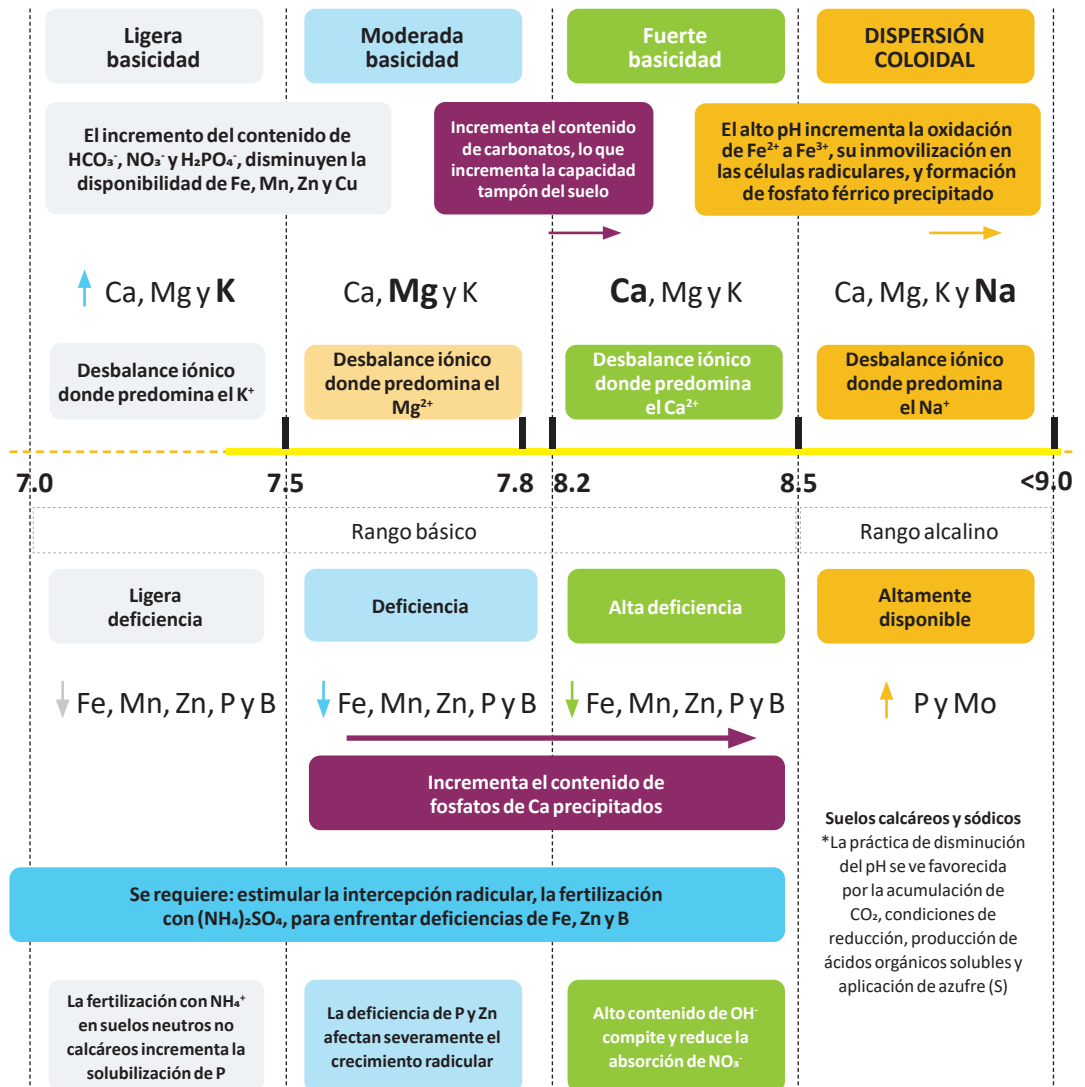 Ligera
basicidad
Moderada
basicidad
Fuerte
basicidad
DISPERSIÓN
COLOIDAL
El incremento del contenido de
HCO₃⁻, NO₃⁻ y H₂PO₄⁻, disminuyen la
disponibilidad de Fe, Mn, Zn y Cu
Incrementa el contenido
de carbonatos, lo que
incrementa la capacidad
tampón del suelo
El alto pH incrementa la oxidación
de Fe²⁺ a Fe³⁺, su inmovilización en
las células radiculares, y formación
de fosfato férrico precipitado
Ca, Mg y K
Ca, Mg y K
Ca, Mg y K
Ca, Mg, K y Na
Desbalance iónico
donde predomina el K⁺
Desbalance iónico
donde predomina el
Mg²⁺
Desbalance iónico
donde predomina
el Ca²⁺
Desbalance iónico
donde predomina
el Na⁺
7.0 7.5 7.8 8.2 8.5 <9.0
Rango básico
Rango alcalino
Ligera
deficiencia
Deficiencia
Alta deficiencia
Altamente
disponible
Fe, Mn, Zn, P y B
Fe, Mn, Zn, P y B
Fe, Mn, Zn, P y B
P y Mo
Incrementa el contenido de
fosfatos de Ca precipitados
Se requiere: estimular la intercepción radicular, la fertilización
con (NH₄)₂SO₄, para enfrentar deficiencias de Fe, Zn y B
Suelos calcáreos y sódicos
*La práctica de disminución
del pH se ve favorecida
por la acumulación de
CO₂, condiciones de
reducción, producción de
ácidos orgánicos solubles y
aplicación de azufre (S)
La fertilización con NH₄⁺
en suelos neutros no
calcáreos incrementa la
solubilización de P
La deficiencia de P y Zn
afectan severamente el
crecimiento radicular
Alto contenido de OH⁻
compite y reduce la
absorción de NO₃⁻